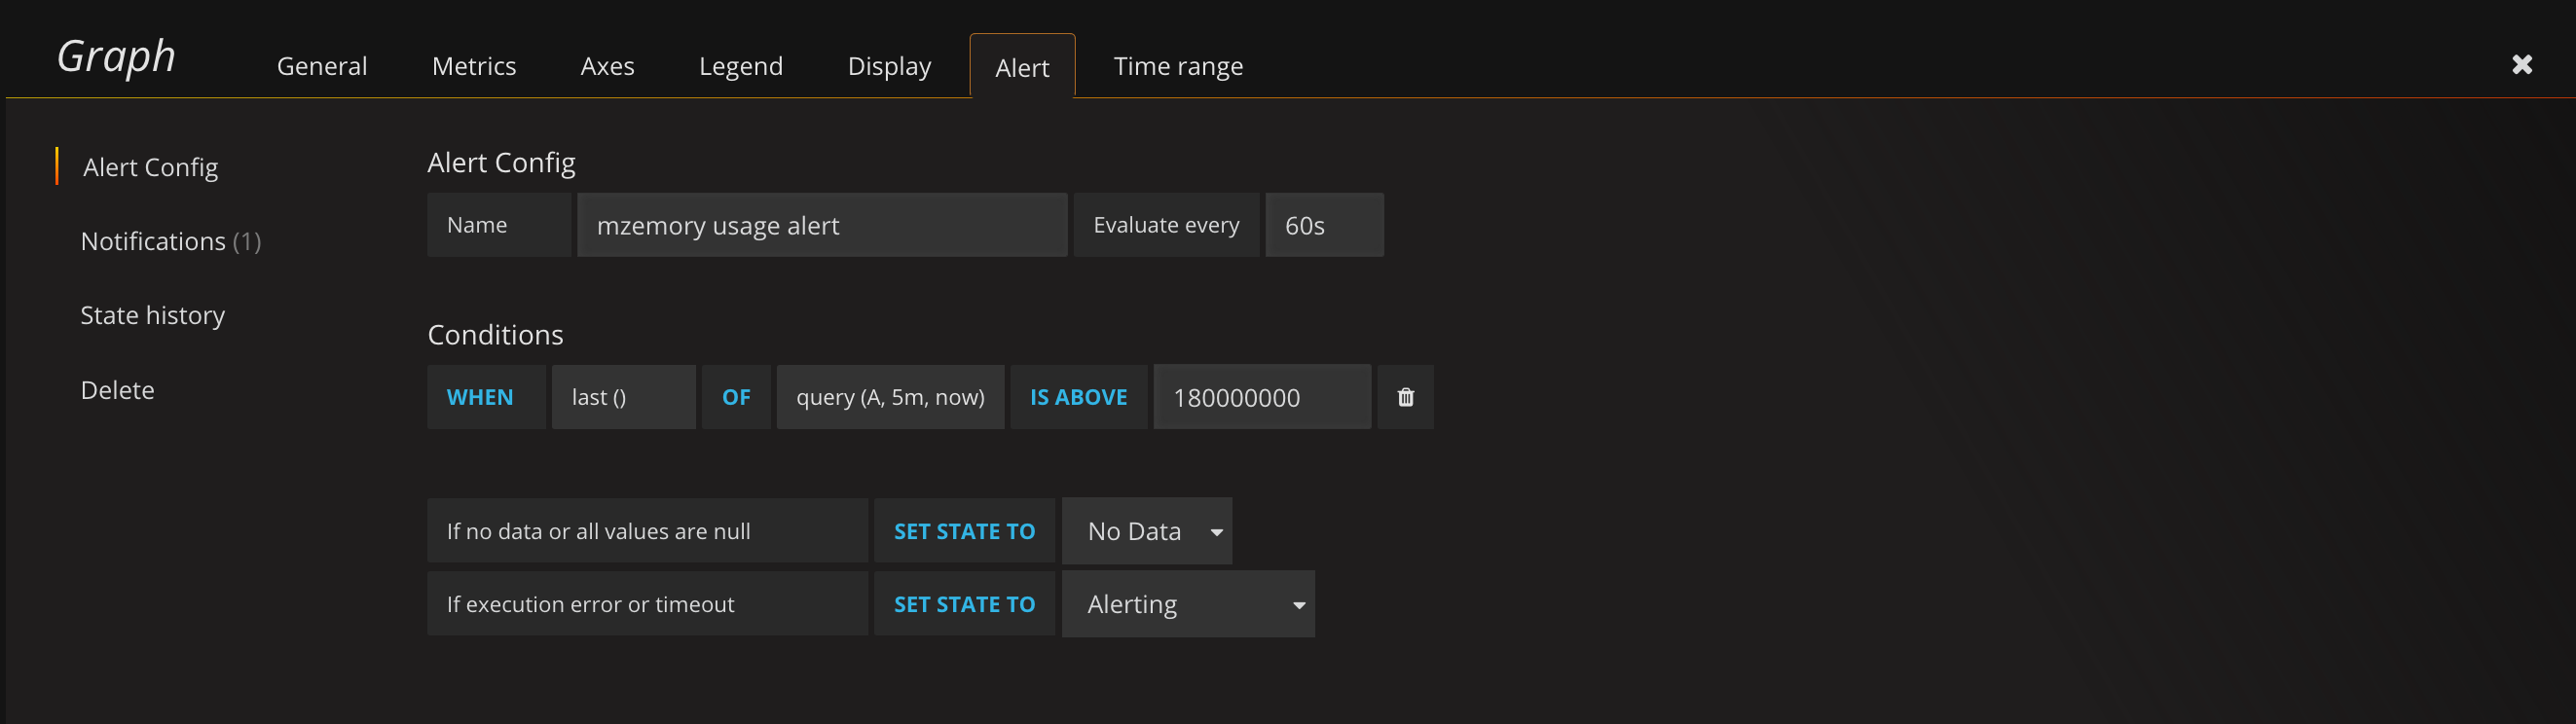 Graph General Metrics Axes Legend Display Alert Time range
Alert Config
Notifications (1)
State history
Delete
Alert Config
Name mzemory usage alert Evaluate every 60s
Conditions
WHEN last () OF query (A, 5m, now) IS ABOVE 180000000
If no data or all values are null SET STATE TO No Data
If execution error or timeout SET STATE TO Alerting